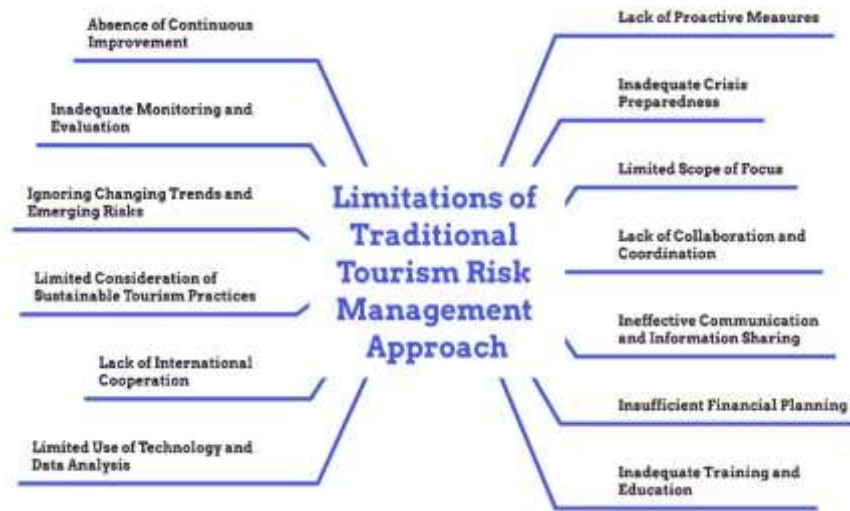 Absence of Continuous
Improvement
Inadequate Monitoring and
Evaluation
Ignoring Changing Trends and
Emerging Risks
Limited Consideration of
Sustainable Tourism Practices
Lack of International
Cooperation
Limited Use of Technology and
Data Analysis
Limitations of
Traditional
Tourism Risk
Management
Approach
Lack of Proactive Measures
Inadequate Crisis
Preparedness
Limited Scope of Focus
Lack of Collaboration and
Coordination
Ineffective Communication
and Information Sharing
Insufficient Financial Planning
Inadequate Training and
Education